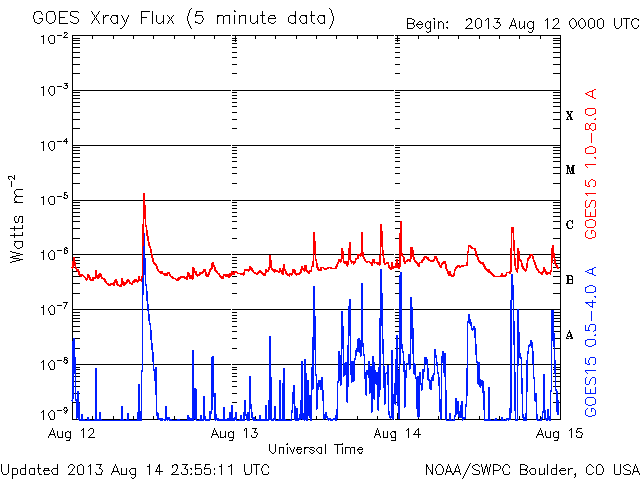 GOES Xray Flux (5 minute data)
Begin: 2013 Aug 12 0000 UTC
10⁻²
10⁻³
10⁻⁴
10⁻⁵
10⁻⁶
10⁻⁷
10⁻⁸
10⁻⁹
Watts m⁻²
X
M
C
B
A
GOES15 1.0-8.0 A
GOES15 0.5-4.0 A
Aug 12
Aug 13
Aug 14
Aug 15
Universal Time
Updated 2013 Aug 14 23:55:11 UTC
NOAA/SWPC Boulder, CO USA